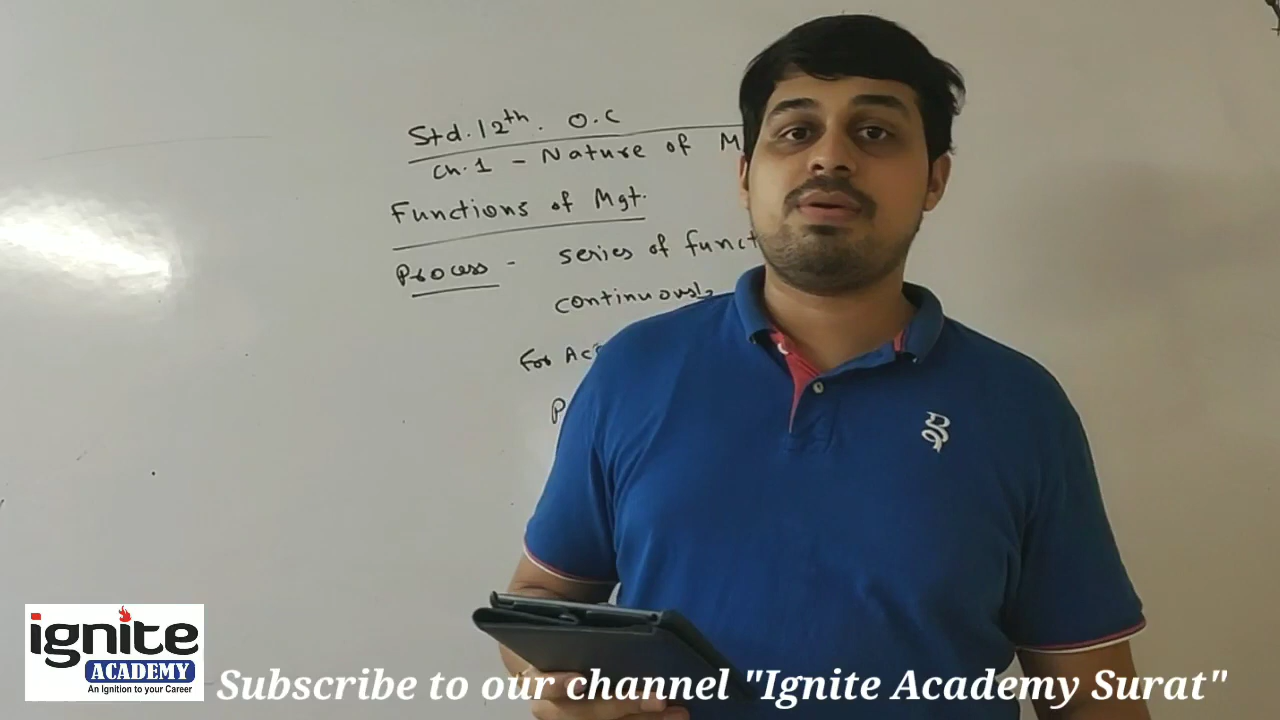 Std. 12th. O.C
Ch.1 - Nature of M
Functions of Mgt.
Process - series of funct
continuously
For Ac
P
ignite
ACADEMY
An Ignition to your Career
Subscribe to our channel "Ignite Academy Surat"